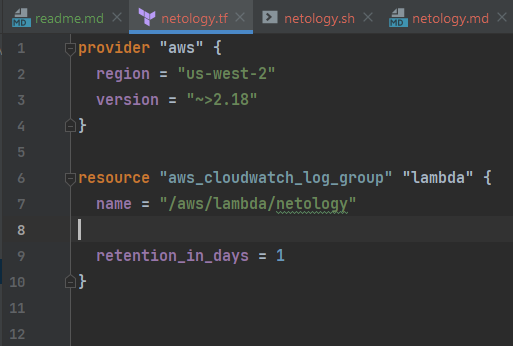 readme.md netology.tf netology.sh netology.md
1 provider "aws" {
2 region = "us-west-2"
3 version = "~>2.18"
4 }
5
6 resource "aws_cloudwatch_log_group" "lambda" {
7 name = "/aws/lambda/netology"
8
9 retention_in_days = 1
10 }
11
12